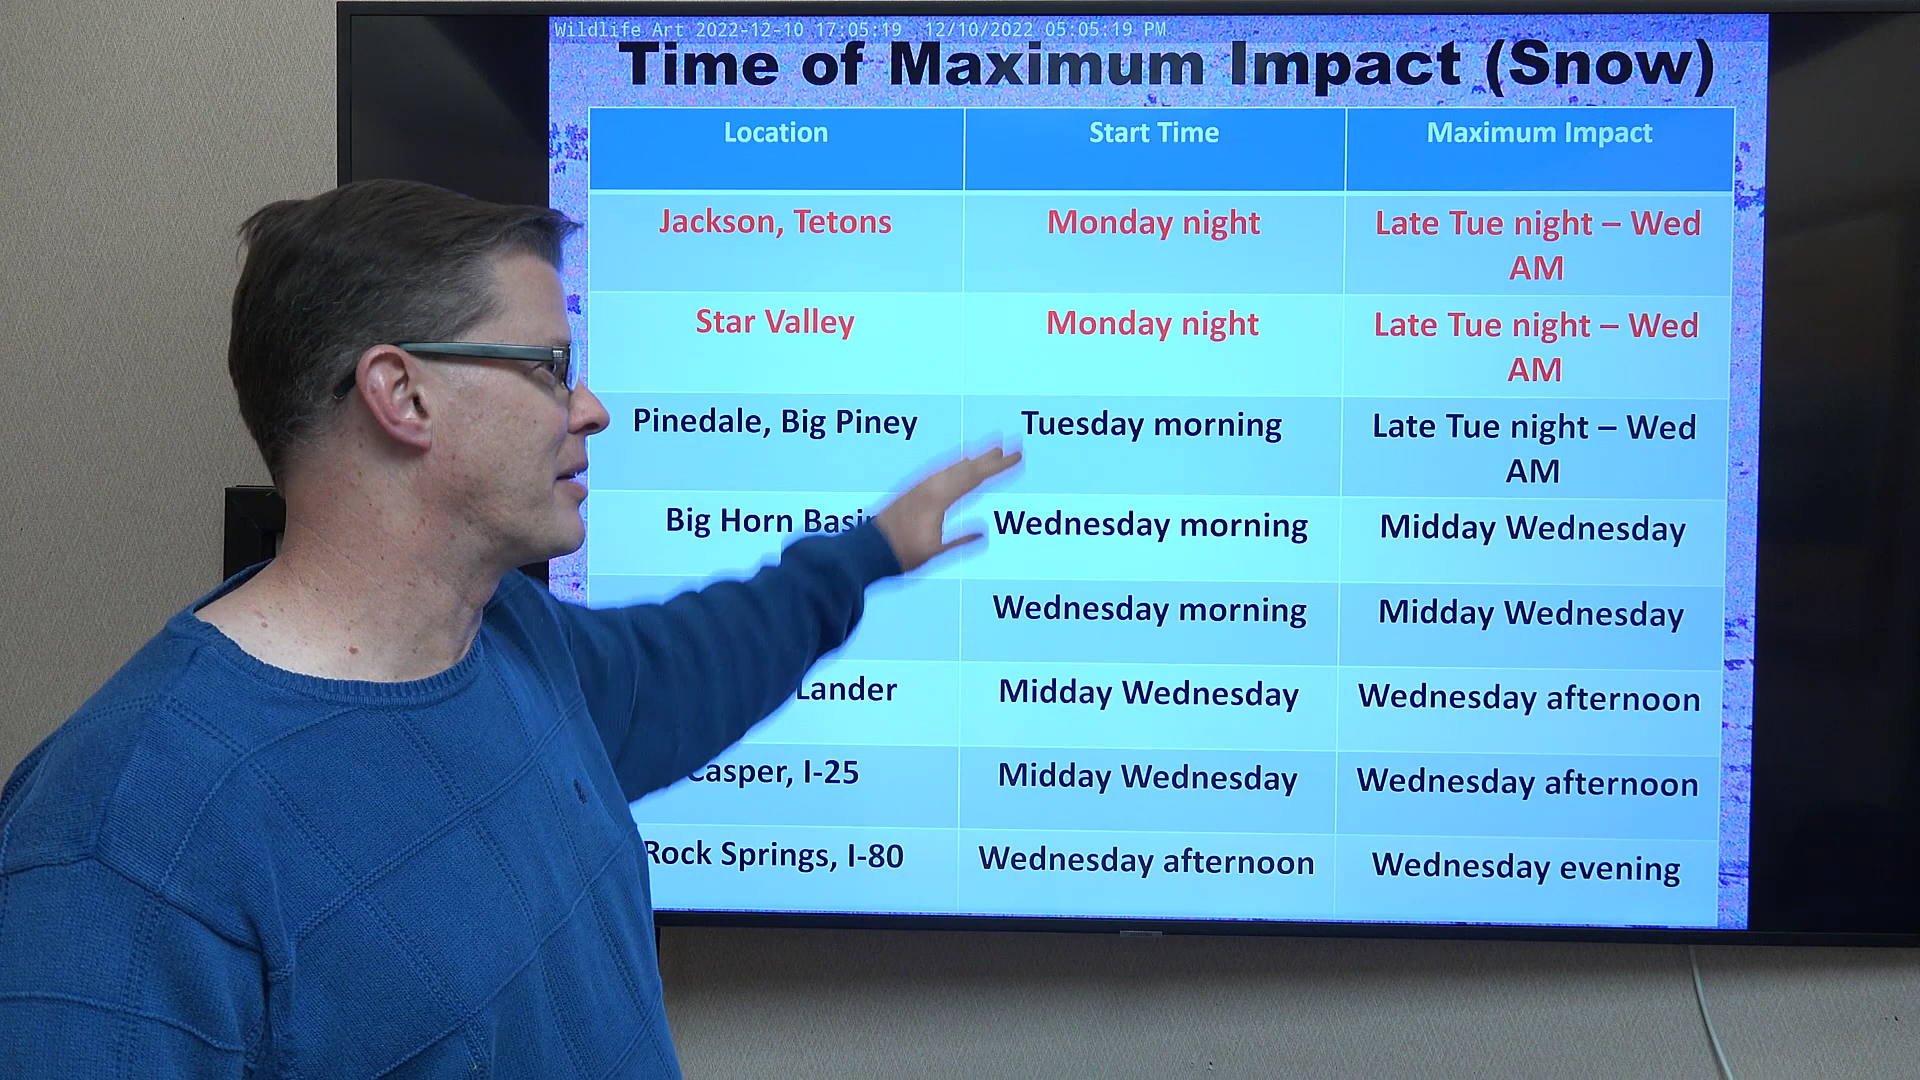 Wildlife Art 2022-12-10 17:05:19 12/10/2022 05:05:19 PM
Time of Maximum Impact (Snow)
Location Start Time Maximum Impact
Jackson, Tetons Monday night Late Tue night – Wed
AM
Star Valley Monday night Late Tue night – Wed
AM
Pinedale, Big Piney Tuesday morning Late Tue night – Wed
AM
Big Horn Wednesday morning Midday Wednesday
Wednesday morning Midday Wednesday
Lander Midday Wednesday Wednesday afternoon
Casper, I-25 Midday Wednesday Wednesday afternoon
Rock Springs, I-80 Wednesday afternoon Wednesday evening